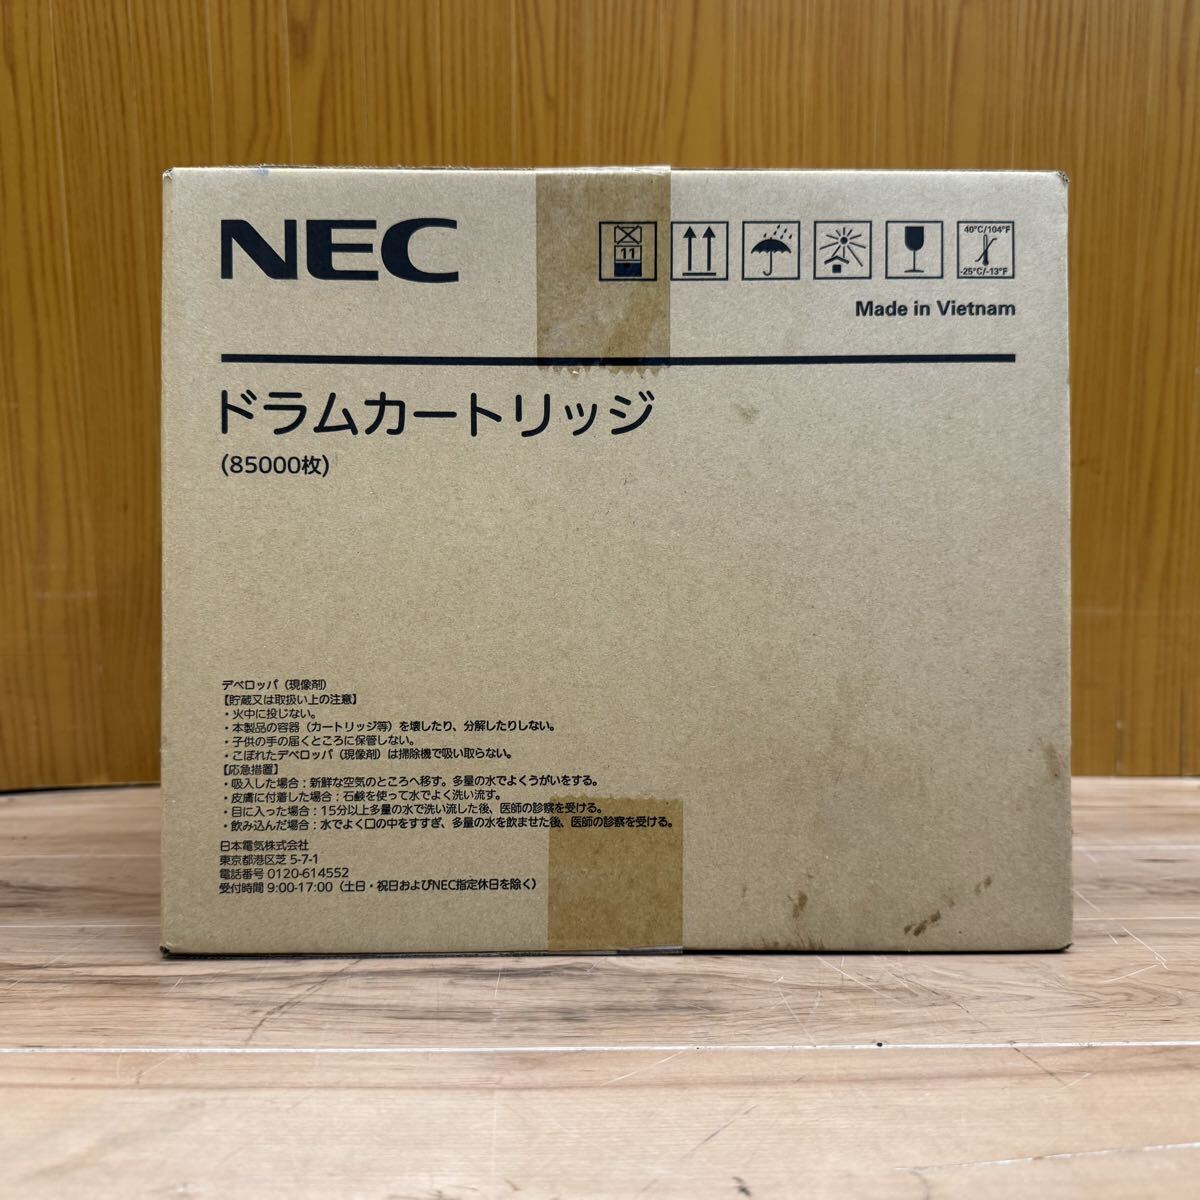 NEC
11
40°C/104°F
-25°C/-13°F
Made in Vietnam
ドラムカートリッジ
(85000枚)
デベロッパ（現像剤）
【貯蔵又は取扱い上の注意】
・火中に投じない。
・本製品の容器（カートリッジ等）を壊したり、分解したりしない。
・子供の手の届くところに保管しない。
・こぼれたデベロッパ（現像剤）は掃除機で吸い取らない。
【応急措置】
・吸入した場合：新鮮な空気のところへ移す。多量の水でよくうがいをする。
・皮膚に付着した場合：石鹸を使って水でよく洗い流す。
・目に入った場合：15分以上多量の水で洗い流した後、医師の診察を受ける。
・飲み込んだ場合：水でよく口の中をすすぎ、多量の水を飲ませた後、医師の診察を受ける。
日本電気株式会社
東京都港区芝 5-7-1
電話番号 0120-614552
受付時間 9:00-17:00（土日・祝日およびNEC指定休日を除く）